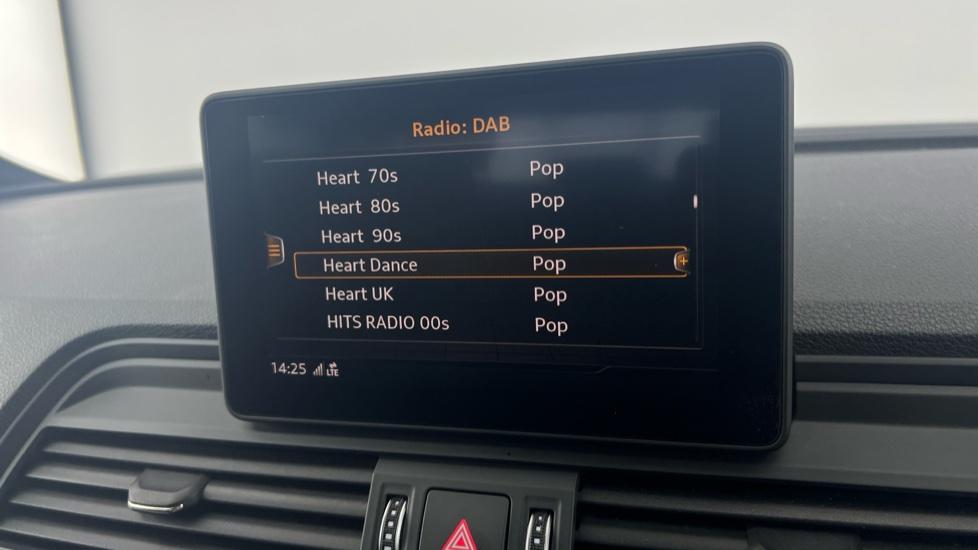 Radio: DAB
Heart 70s Pop
Heart 80s Pop
Heart 90s Pop
Heart Dance Pop
Heart UK Pop
HITS RADIO 00s Pop
14:25 LTE